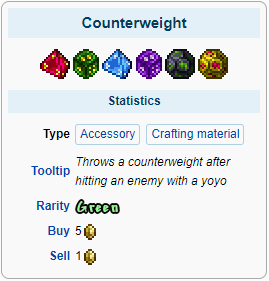 Counterweight
Statistics
Type Accessory Crafting material
Tooltip Throws a counterweight after
hitting an enemy with a yoyo
Rarity Green
Buy 5
Sell 1